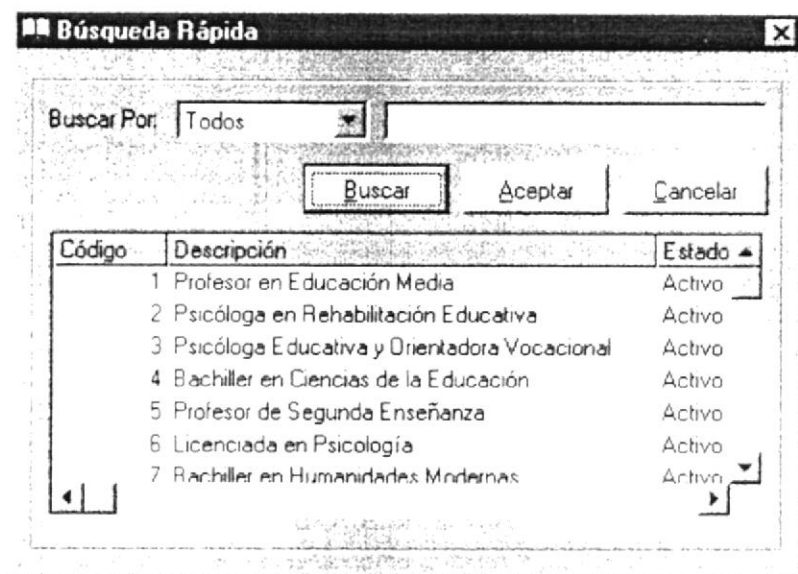 Búsqueda Rápida
Buscar Por: Todos
Buscar Aceptar Cancelar
Código Descripción Estado
1 Profesor en Educación Media Activo
2 Psicóloga en Rehabilitación Educativa Activo
3 Psicóloga Educativa y Orientadora Vocacional Activo
4 Bachiller en Ciencias de la Educación Activo
5 Profesor de Segunda Enseñanza Activo
6 Licenciada en Psicología Activo
7 Bachiller en Humanidades Modernas Activo